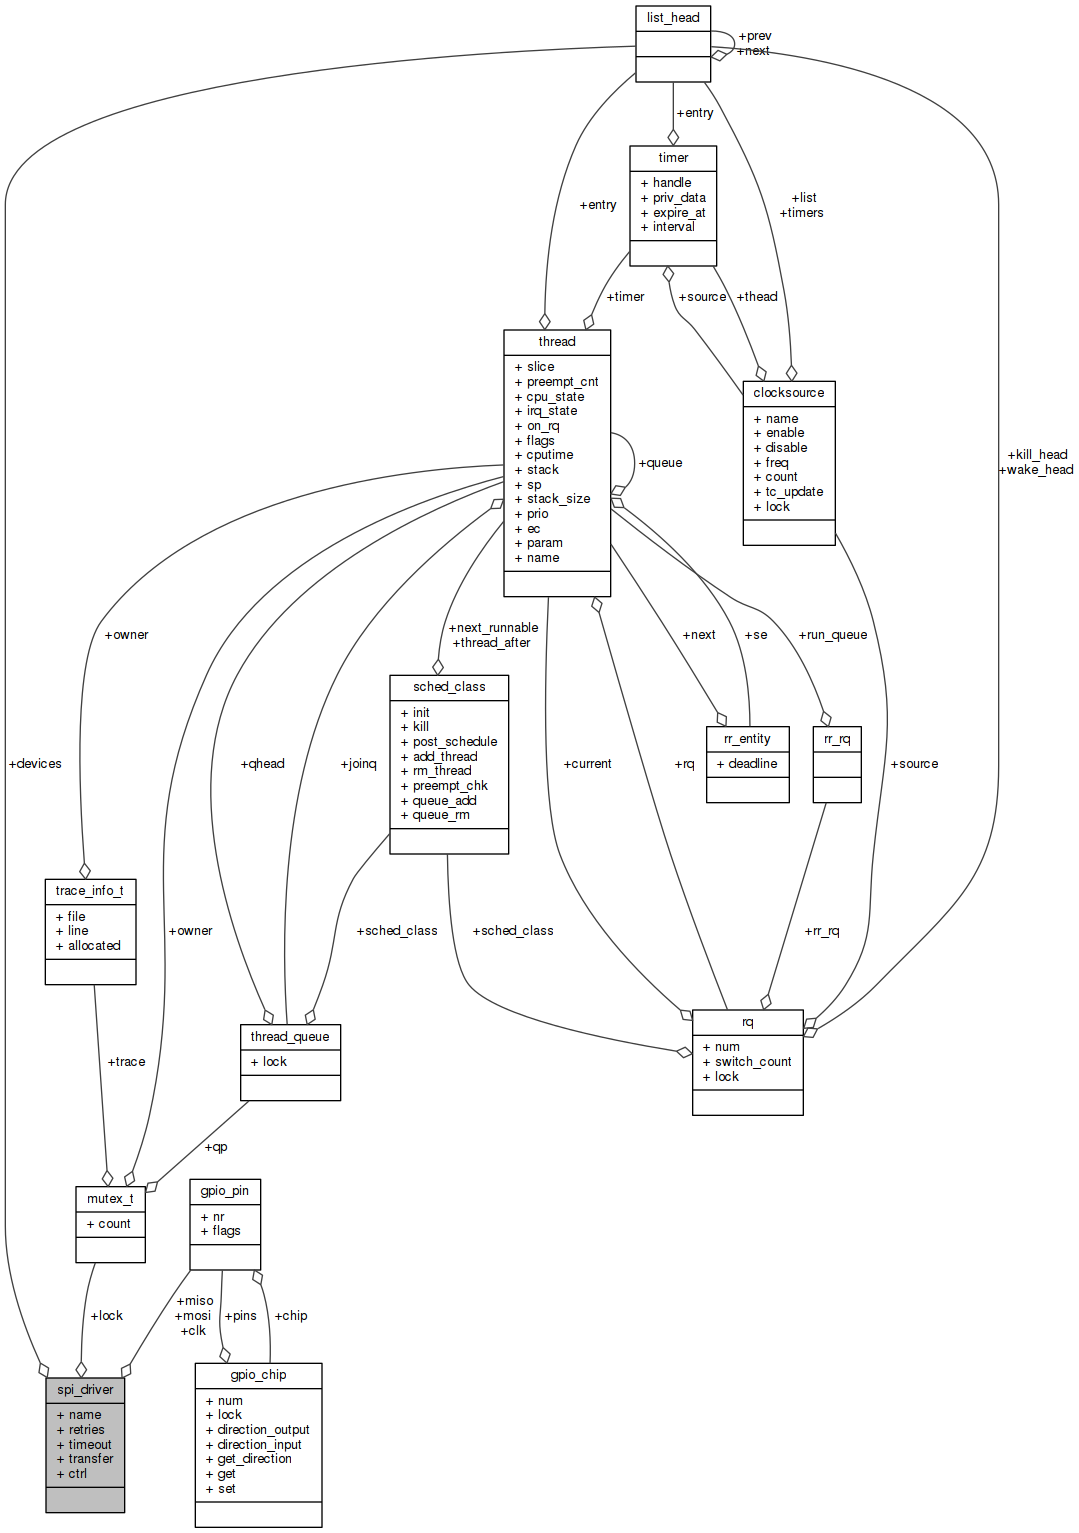 list_head
+prev
+next
+entry
timer
+ handle
+ priv_data
+ expire_at
+ interval
+entry
+list
+timers
+timer
+source
+thead
thread
+ slice
+ preempt_cnt
+ cpu_state
+ irq_state
+ on_rq
+ flags
+ cputime
+ stack
+ sp
+ stack_size
+ prio
+ ec
+ param
+ name
+queue
clocksource
+ name
+ enable
+ disable
+ freq
+ count
+ tc_update
+ lock
+kill_head
+wake_head
+owner
+next_runnable
+thread_after
+next
+se
+run_queue
sched_class
+ init
+ kill
+ post_schedule
+ add_thread
+ rm_thread
+ preempt_chk
+ queue_add
+ queue_rm
rr_entity
+ deadline
rr_rq
+devices
+qhead
+joinq
+current
+rq
+source
trace_info_t
+ file
+ line
+ allocated
+owner
+sched_class
+sched_class
+rr_rq
thread_queue
+ lock
rq
+ num
+ switch_count
+ lock
+trace
+qp
mutex_t
+ count
gpio_pin
+ nr
+ flags
+lock
+miso
+mosi
+clk
+pins
+chip
spi_driver
+ name
+ retries
+ timeout
+ transfer
+ ctrl
gpio_chip
+ num
+ lock
+ direction_output
+ direction_input
+ get_direction
+ get
+ set